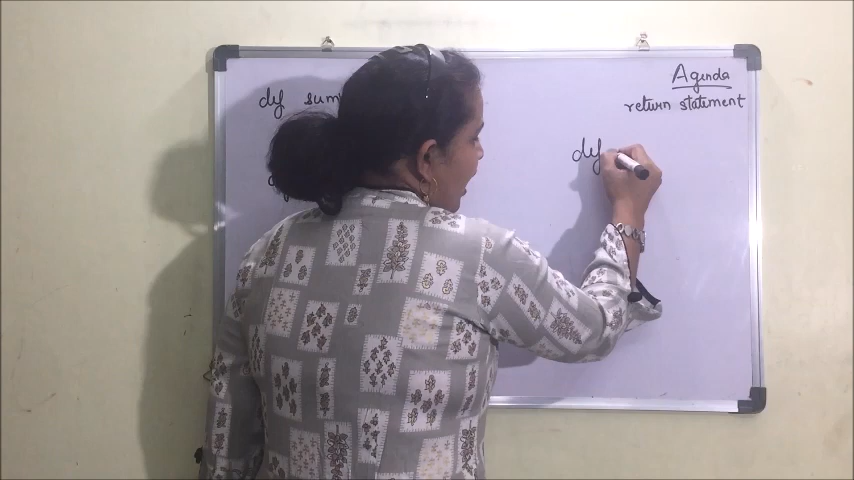 Agenda
return statement
def sum
def